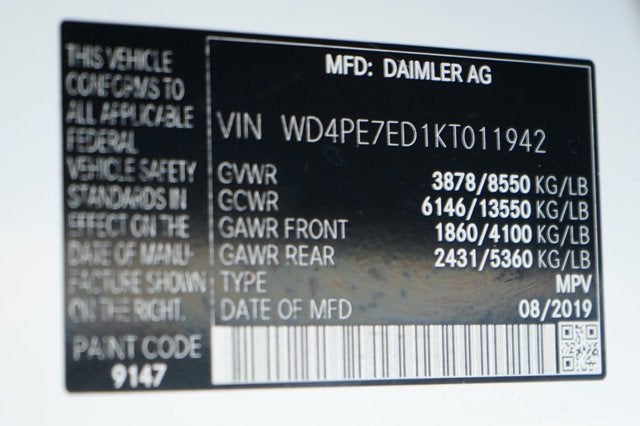 THIS VEHICLE
CONFORMS TO
ALL APPLICABLE
FEDERAL
VEHICLE SAFETY
STANDARDS IN
EFFECT ON THE
DATE OF MANU-
FACTURE SHOWN
ON THE RIGHT.
PAINT CODE
9147
MFD: DAIMLER AG
VIN WD4PE7ED1KT011942
GVWR 3878/8550 KG/LB
GCWR 6146/13550 KG/LB
GAWR FRONT 1860/4100 KG/LB
GAWR REAR 2431/5360 KG/LB
TYPE MPV
DATE OF MFD 08/2019